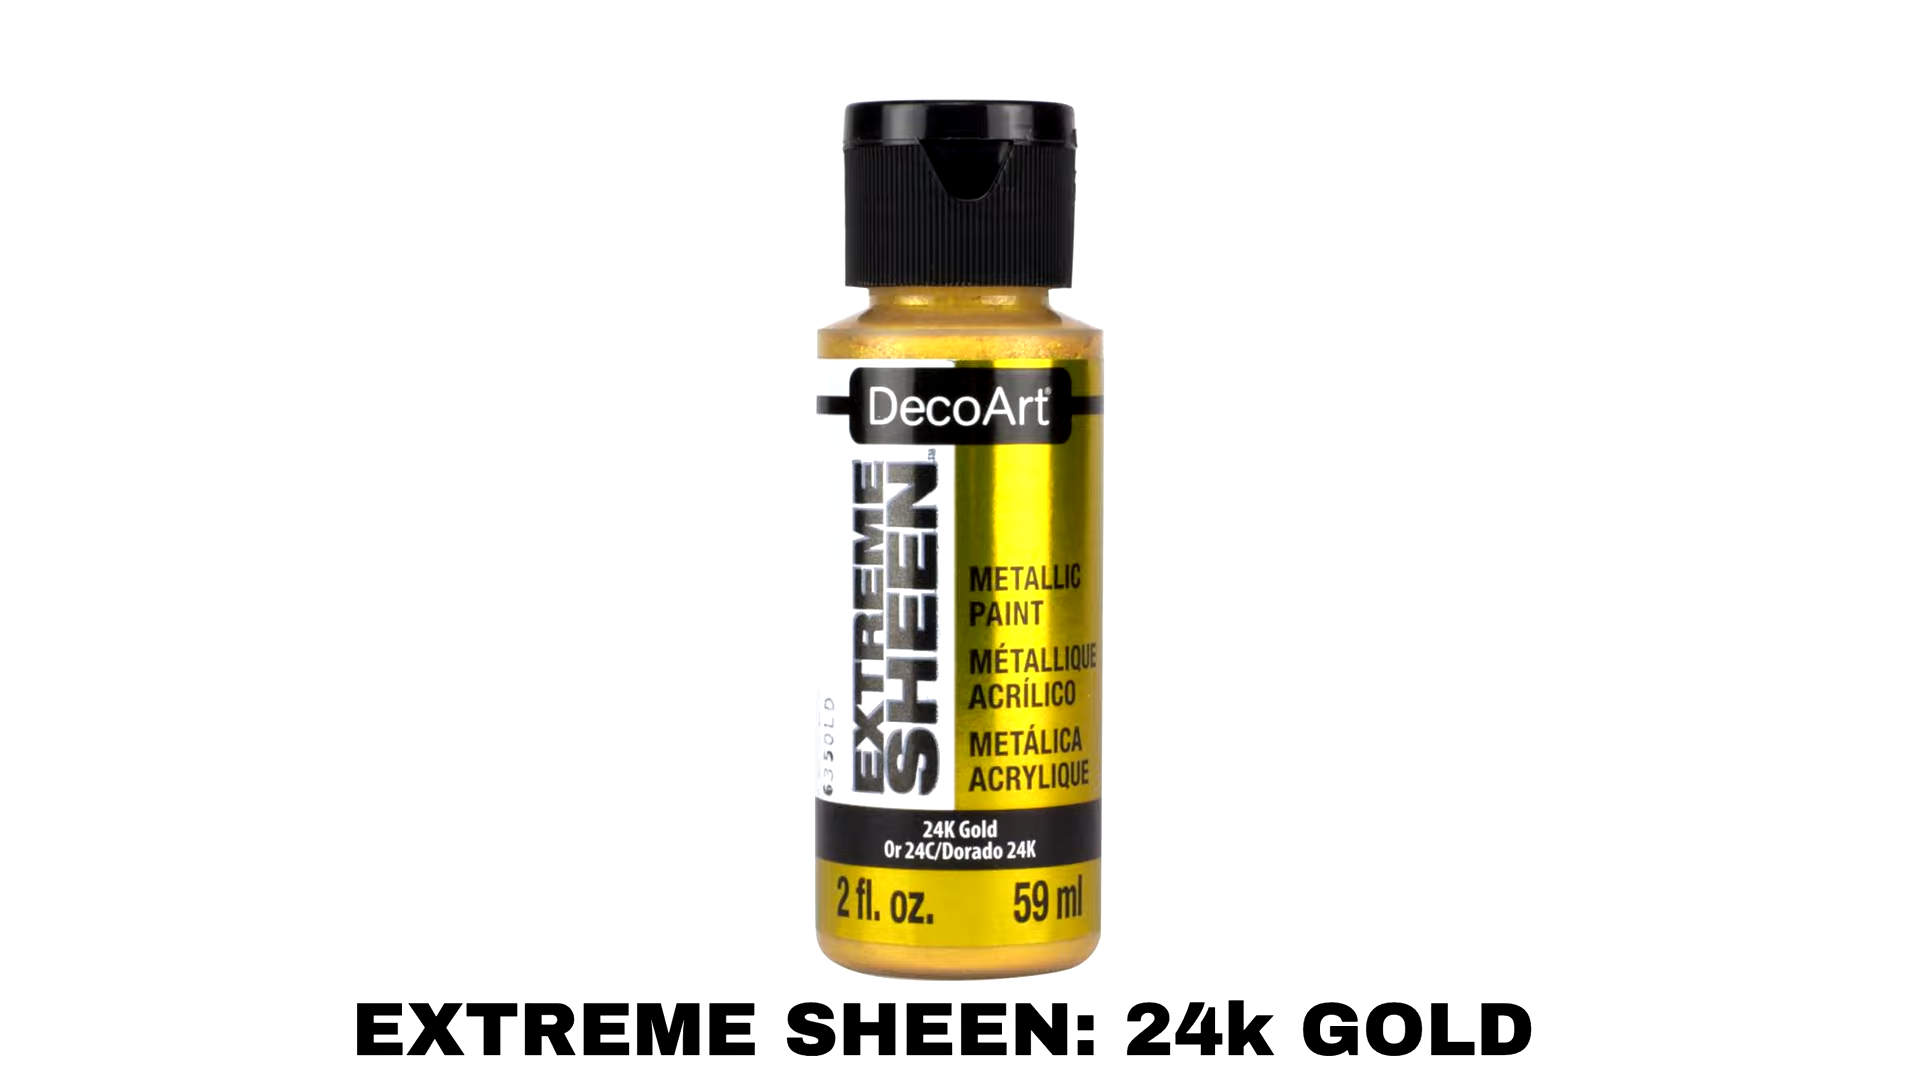 DecoArt®
EXTREME
SHEEN™
METALLIC
PAINT
MÉTALLIQUE
ACRÍLICO
METÁLICA
ACRYLIQUE
24K Gold
Or 24C/Dorado 24K
2 fl. oz. 59 ml
EXTREME SHEEN: 24k GOLD